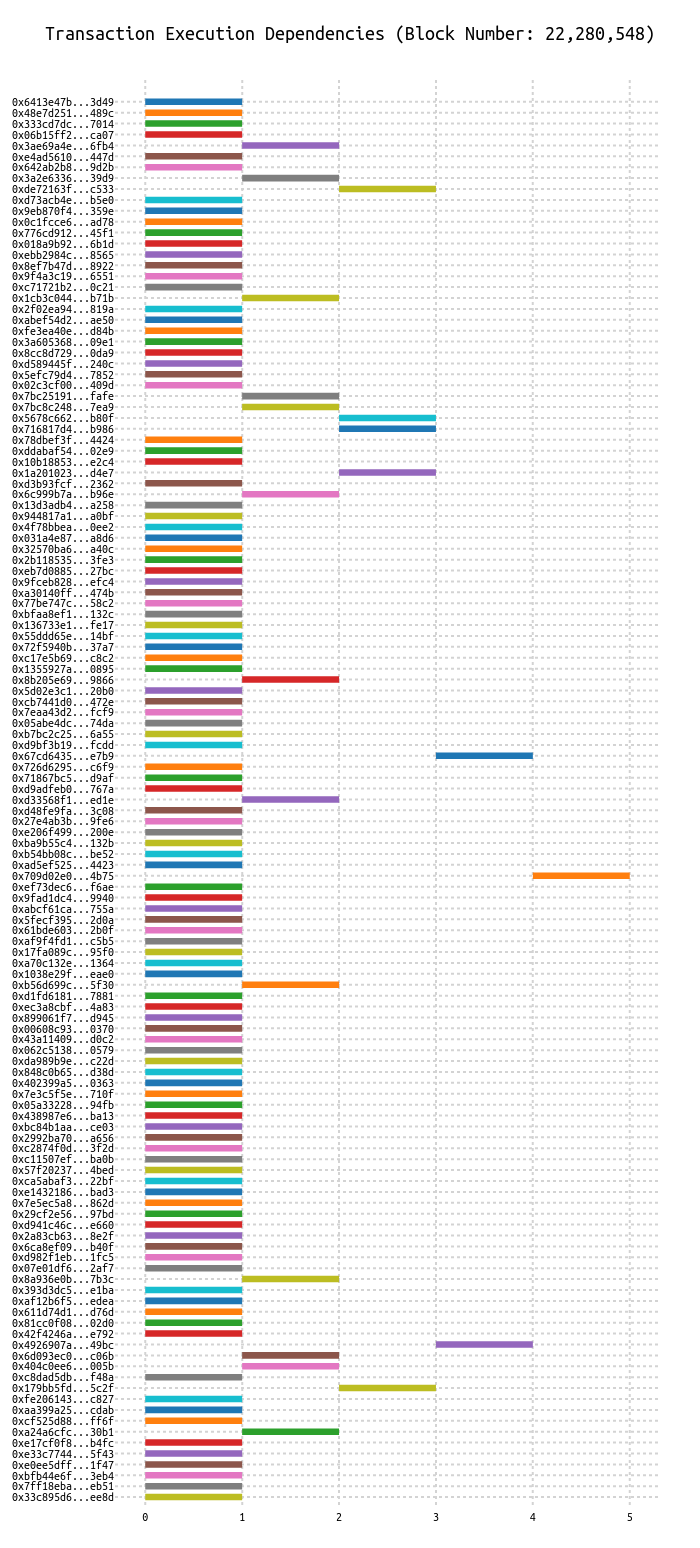 Transaction Execution Dependencies (Block Number: 22,280,548)
0x6413e47b...3d49
0x48e7d251...489c
0x333cd7dc...7014
0x06b15ff2...ca07
0x3ae69a4e...6fb4
0xe4ad5610...447d
0x642ab2b8...9d2b
0x3a2e6336...39d9
0xde72163f...c533
0xd73acb4e...b5e0
0x9eb870f4...359e
0x0c1fcce6...ad78
0x776cd912...45f1
0x018a9b92...6b1d
0xebb2984c...8565
0x8ef7b47d...8922
0x9f4a3c19...6551
0xc71721b2...0c21
0x1cb3c044...b71b
0x2f02ea94...819a
0xabef54d2...ae50
0xfe3ea40e...d84b
0x3a605368...09e1
0x8cc8d729...0da9
0xd589445f...240c
0x5efc79d4...7852
0x02c3cf00...409d
0x7bc25191...fafe
0x7bc8c248...7ea9
0x5678c662...b80f
0x716817d4...b986
0x78dbef3f...4424
0xddabaf54...02e9
0x10b18853...e2c4
0x1a201023...d4e7
0xd3b93fcf...2362
0x6c999b7a...b96e
0x13d3adb4...a258
0x944817a1...a0bf
0x4f78bbea...0ee2
0x031a4e87...a8d6
0x32570ba6...a40c
0x2b118535...3fe3
0xeb7d0885...27bc
0x9fceb828...efc4
0xa30140ff...474b
0x77be747c...58c2
0xbfaa8ef1...132c
0x136733e1...fe17
0x55ddd65e...14bf
0x72f5940b...37a7
0xc17e5b69...c8c2
0x1355927a...0895
0x8b205e69...9866
0x5d02e3c1...20b0
0xcb7441d0...472e
0x7eaa43d2...fcf9
0x05abe4dc...74da
0xb7bc2c25...6a55
0xd9bf3b19...fcdd
0x67cd6435...e7b9
0x726d6295...c6f9
0x71867bc5...d9af
0xd9adfeb0...767a
0xd33568f1...ed1e
0xd48fe9fa...3c08
0x27e4ab3b...9fe6
0xe206f499...200e
0xba9b55c4...132b
0xb54bb08c...be52
0xad5ef525...4423
0x709d02e0...4b75
0xef73dec6...f6ae
0x9fad1dc4...9940
0xabcf61ca...755a
0x5fecf395...2d0a
0x61bde603...2b0f
0xaf9f4fd1...c5b5
0x17fa089c...95f0
0xa70c132e...1364
0x1038e29f...eae0
0xb56d699c...5f30
0xd1fd6181...7881
0xec3a8cbf...4a83
0x899061f7...d945
0x00608c93...0370
0x43a11409...d0c2
0x062c5138...0579
0xda989b9e...c22d
0x848c0b65...d38d
0x402399a5...0363
0x7e3c5f5e...710f
0x05a33228...94fb
0x438987e6...ba13
0xbc84b1aa...ce03
0x2992ba70...a656
0xc2874f0d...3f2d
0xc11507ef...ba0b
0x57f20237...4bed
0xca5abaf3...22bf
0xe1432186...bad3
0x7e5ec5a8...862d
0x29cf2e56...97bd
0xd941c46c...e660
0x2a83cb63...8e2f
0x6ca8ef09...b40f
0xd982f1eb...1fc5
0x07e01df6...2af7
0x8a936e0b...7b3c
0x393d3dc5...e1ba
0xaf12b6f5...edea
0x611d74d1...d76d
0x81cc0f08...02d0
0x42f4246a...e792
0x4926907a...49bc
0x6d093ec0...c06b
0x404c0ee6...005b
0xc8dad5db...f48a
0x179bb5fd...5c2f
0xfe206143...c827
0xaa399a25...cdab
0xcf525d88...ff6f
0xa24a6cfc...30b1
0xe17cf0f8...b4fc
0xe33c7744...5f43
0xe0ee5dff...1f47
0xbfb44e6f...3eb4
0x7ff18eba...eb51
0x33c895d6...ee8d
0 1 2 3 4 5